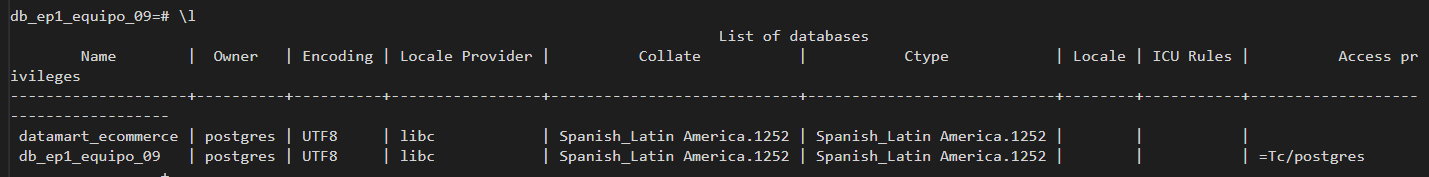 db_ep1_equipo_09=# \l
List of databases
Name | Owner | Encoding | Locale Provider | Collate | Ctype | Locale | ICU Rules | Access pr
ivileges
-------------------+----------+----------+-----------------+----------------------------+----------------------------+--------+-----------+-------------------
------------------
datamart_ecommerce | postgres | UTF8 | libc | Spanish_Latin America.1252 | Spanish_Latin America.1252 | | |
db_ep1_equipo_09 | postgres | UTF8 | libc | Spanish_Latin America.1252 | Spanish_Latin America.1252 | | | =Tc/postgres
+